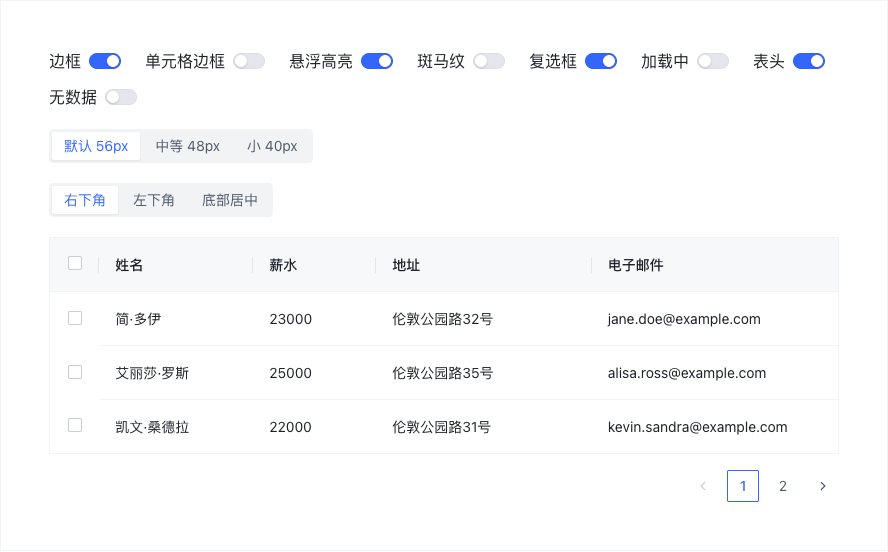 边框 单元格边框 悬浮高亮 斑马纹 复选框 加载中 表头
无数据
默认 56px 中等 48px 小 40px
右下角 左下角 底部居中
姓名 薪水 地址 电子邮件
简·多伊 23000 伦敦公园路32号 jane.doe@example.com
艾丽莎·罗斯 25000 伦敦公园路35号 alisa.ross@example.com
凯文·桑德拉 22000 伦敦公园路31号 kevin.sandra@example.com
1 2